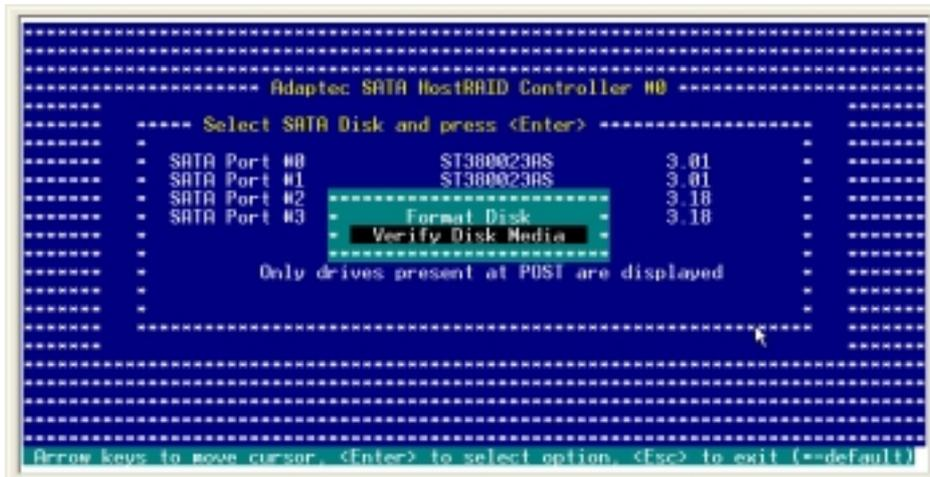 Adaptec SATA HostRAID Controller #0
Select SATA Disk and press <Enter>
SATA Port #0 ST380023AS 3.01
SATA Port #1 ST380023AS 3.01
SATA Port #2 3.18
SATA Port #3 3.18
Format Disk
Verify Disk Media
Only drives present at POST are displayed
Arrow keys to move cursor, <Enter> to select option, <Esc> to exit (*=default)